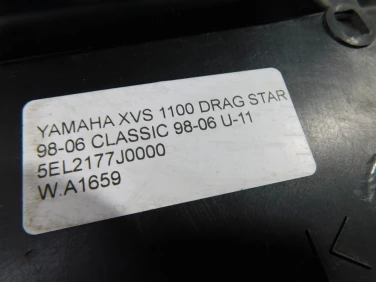 YAMAHA XVS 1100 DRAG STAR
98-06 CLASSIC 98-06 U-11
5EL2177J0000
W.A1659